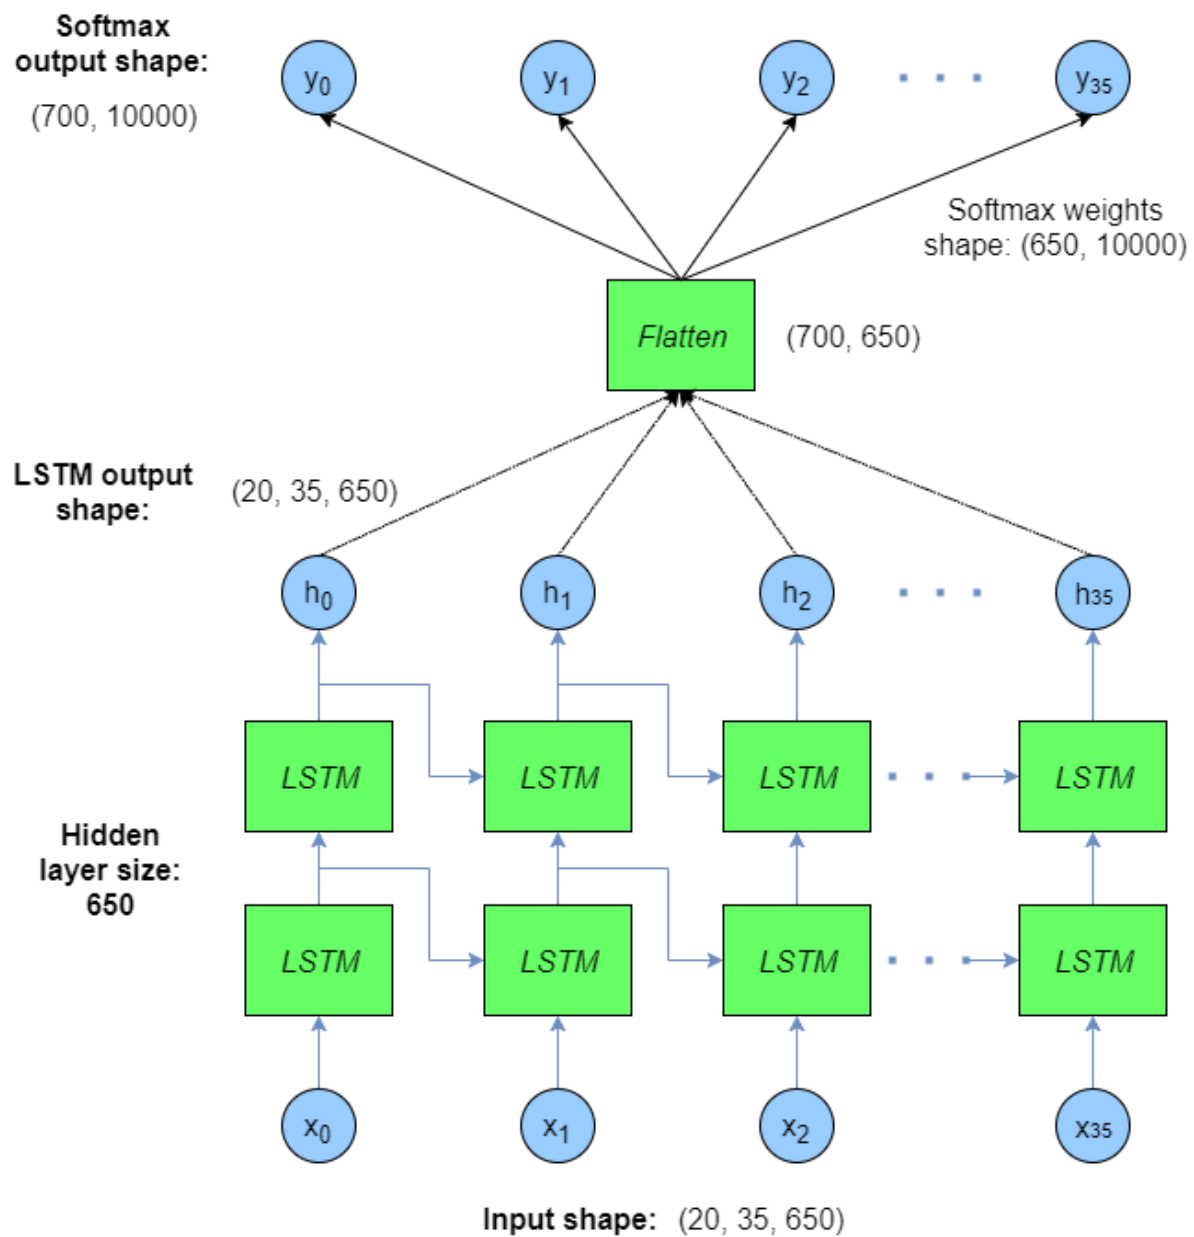 Softmax
output shape:
(700, 10000)
y0
y1
y2
y35
Softmax weights
shape: (650, 10000)
Flatten
(700, 650)
LSTM output
shape:
(20, 35, 650)
h0
h1
h2
h35
LSTM
LSTM
LSTM
LSTM
Hidden
layer size:
650
LSTM
LSTM
LSTM
LSTM
x0
x1
x2
x35
Input shape: (20, 35, 650)